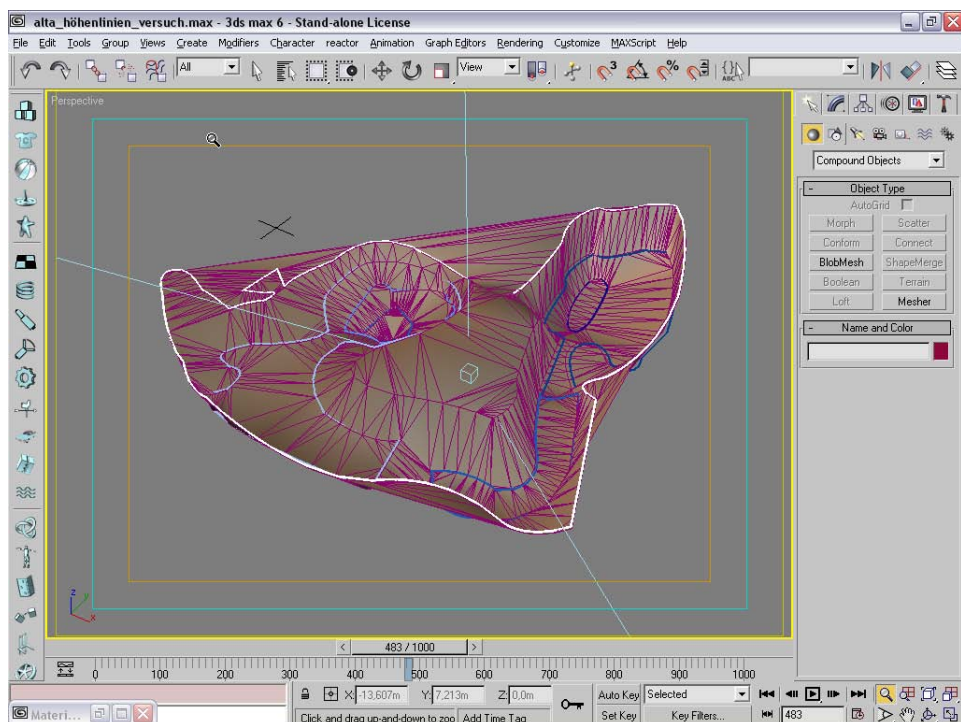 alta_höhenlinien_versuch.max - 3ds max 6 - Stand-alone License
File Edit Tools Group Views Create Modifiers Character reactor Animation Graph Editors Rendering Customize MAXScript Help
All View 3 % {} ABC
Perspective
Compound Objects
- Object Type
AutoGrid
Morph Scatter
Conform Connect
BlobMesh ShapeMerge
Boolean Terrain
Loft Mesher
- Name and Color
z y x
< 483 / 1000 >
0 100 200 300 400 500 600 700 800 900 1000
X: -13,607m Y: 7,213m Z: 0,0m Auto Key Selected
Materi... Click and drag up-and-down to zoo Add Time Tag Set Key Key Filters... 483